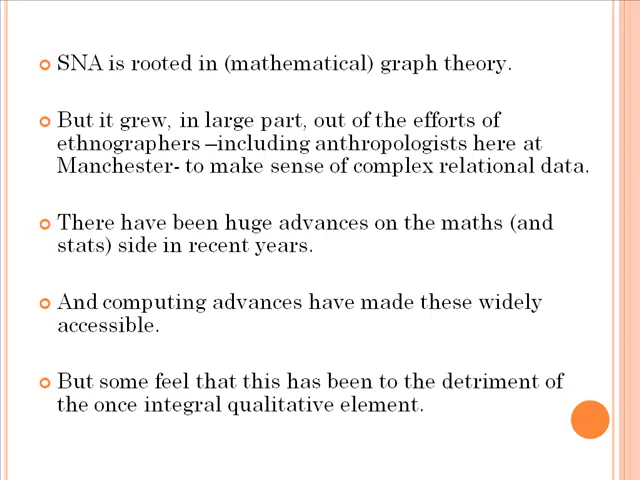 SNA is rooted in (mathematical) graph theory.
But it grew, in large part, out of the efforts of
ethnographers –including anthropologists here at
Manchester- to make sense of complex relational data.
There have been huge advances on the maths (and
stats) side in recent years.
And computing advances have made these widely
accessible.
But some feel that this has been to the detriment of
the once integral qualitative element.